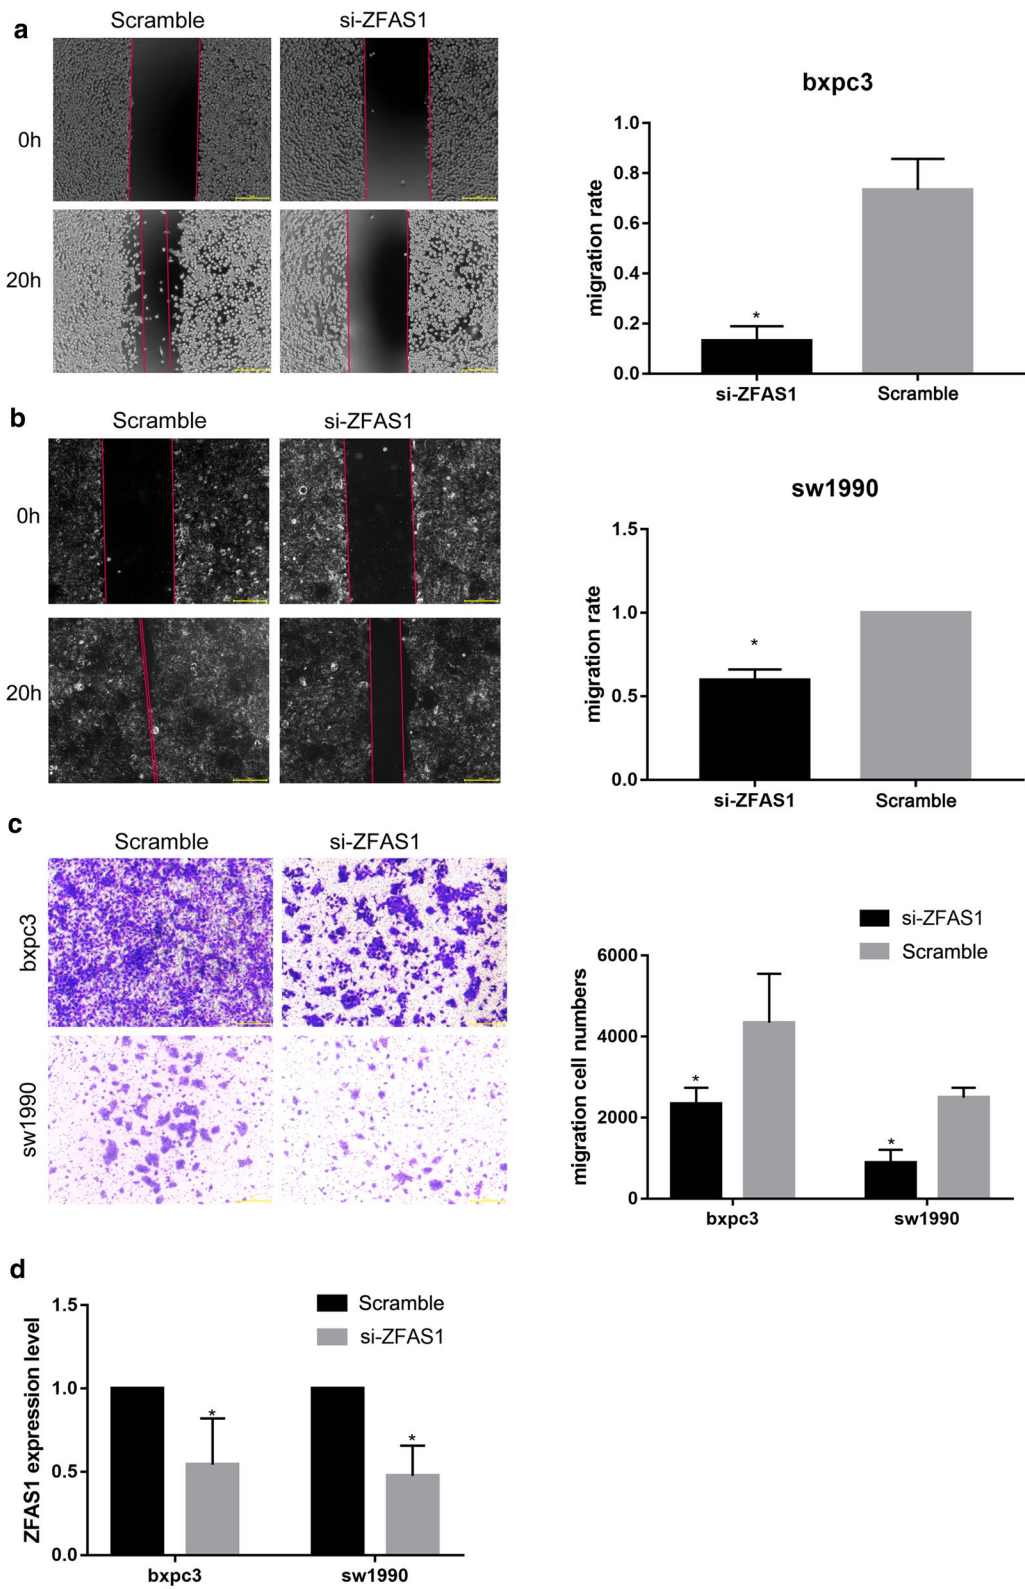 a
Scramble si-ZFAS1
0h
20h
bxpc3
migration rate
1.0
0.8
0.6
0.4
0.2
0.0
*
si-ZFAS1 Scramble
b
Scramble si-ZFAS1
0h
20h
sw1990
migration rate
1.5
1.0
0.5
0.0
*
si-ZFAS1 Scramble
c
Scramble si-ZFAS1
bxpc3
sw1990
si-ZFAS1
Scramble
migration cell numbers
6000
4000
2000
0
*
*
bxpc3 sw1990
d
Scramble
si-ZFAS1
ZFAS1 expression level
1.5
1.0
0.5
0.0
*
*
bxpc3 sw1990